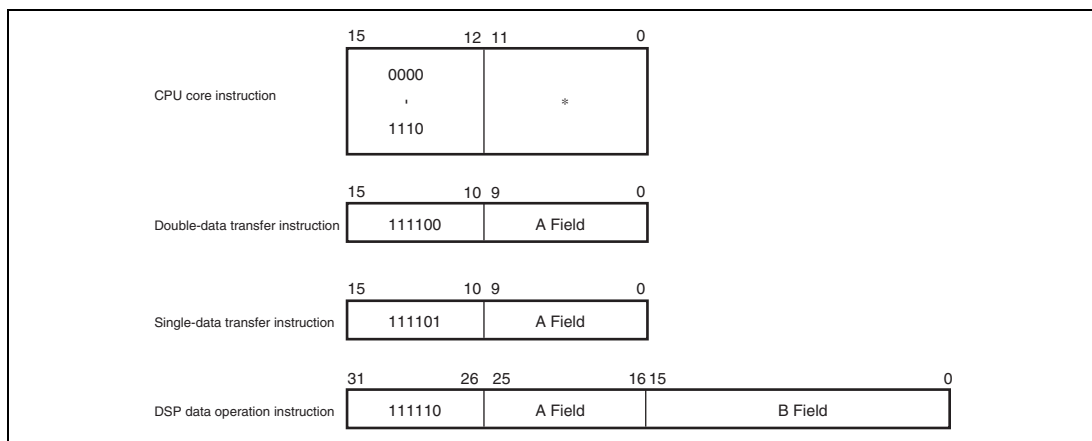 15 12 11 0
0000
CPU core instruction ' *
1110
15 10 9 0
Double-data transfer instruction 111100 A Field
15 10 9 0
Single-data transfer instruction 111101 A Field
31 26 25 16 15 0
DSP data operation instruction 111110 A Field B Field